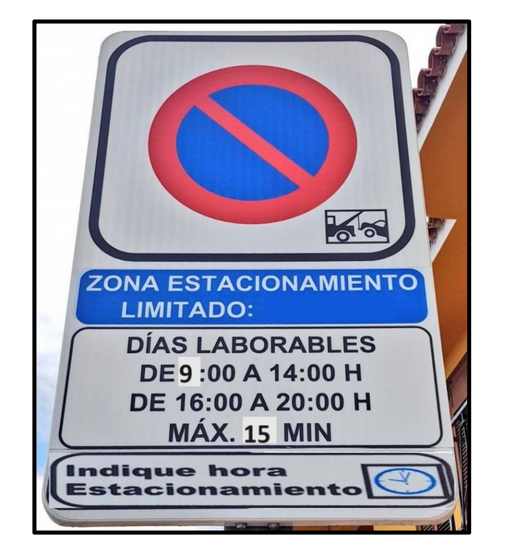 ZONA ESTACIONAMIENTO
LIMITADO:
DÍAS LABORABLES
DE 9:00 A 14:00 H
DE 16:00 A 20:00 H
MÁX. 15 MIN
Indique hora
Estacionamiento